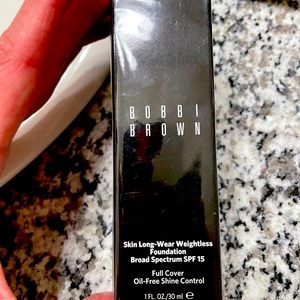 BOBBI
BROWN
Skin Long-Wear Weightless
Foundation
Broad Spectrum SPF 15
Full Cover
Oil-Free Shine Control
1 FL. OZ./30 ml ℮